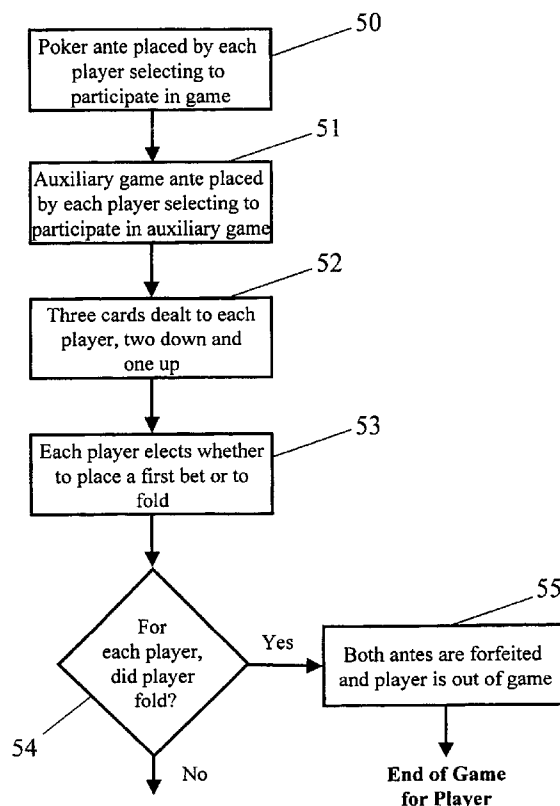 50
Poker ante placed by each
player selecting to
participate in game
51
Auxiliary game ante placed
by each player selecting to
participate in auxiliary game
52
Three cards dealt to each
player, two down and
one up
53
Each player elects whether
to place a first bet or to
fold
For
each player,
did player
fold?
54
Yes
No
55
Both antes are forfeited
and player is out of game
End of Game
for Player